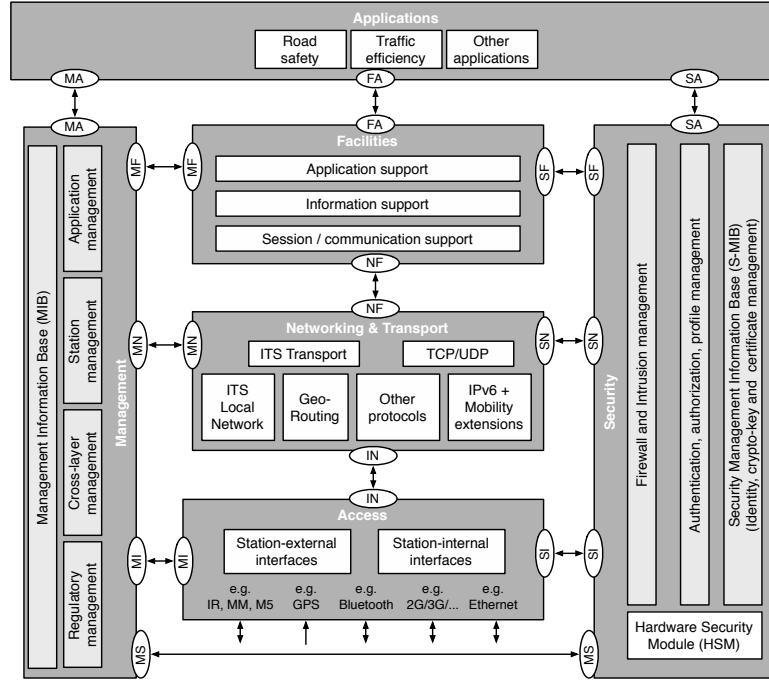 Applications
Road
safety
Traffic
efficiency
Other
applications
MA
FA
SA
MA
FA
SA
Management
Management Information Base (MIB)
Application
management
Station
management
Cross-layer
management
Regulatory
management
MF
MF
MN
MN
MI
MI
MS
Facilities
Application support
Information support
Session / communication support
NF
NF
Networking & Transport
ITS Transport
TCP/UDP
ITS
Local
Network
Geo-
Routing
Other
protocols
IPv6 +
Mobility
extensions
IN
IN
Access
Station-external
interfaces
Station-internal
interfaces
e.g.
IR, MM, M5
e.g.
GPS
e.g.
Bluetooth
e.g.
2G/3G/...
e.g.
Ethernet
SF
SF
SN
SN
SI
SI
MS
Security
Firewall and Intrusion management
Authentication, authorization, profile management
Security Management Information Base (S-MIB)
(Identity, crypto-key and certificate management)
Hardware Security
Module (HSM)